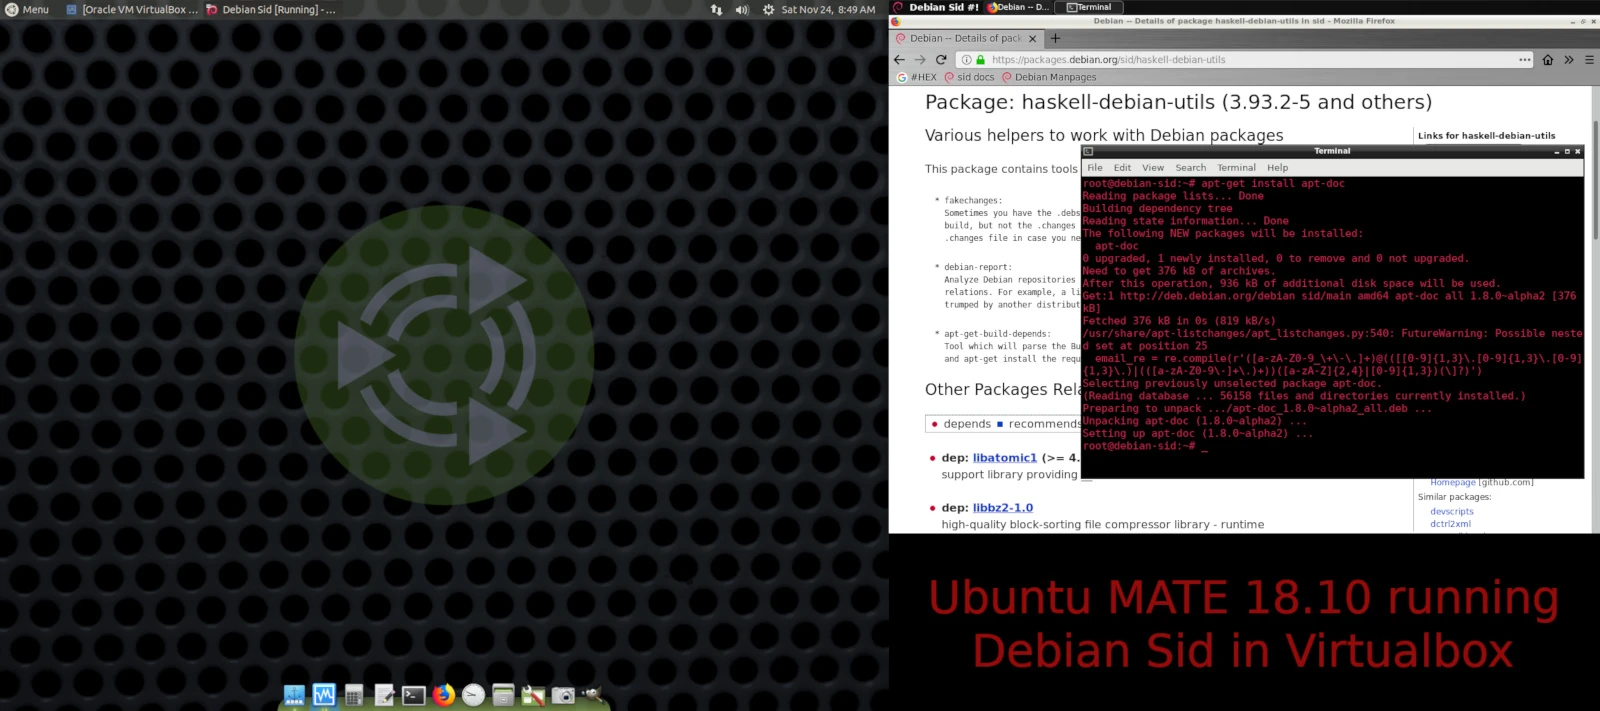 Menu
[Oracle VM VirtualBox ...
Debian Sid [Running] - ...
Sat Nov 24, 8:49 AM
Debian Sid #!
Debian -- D...
Terminal
Debian -- Details of package haskell-debian-utils in sid - Mozilla Firefox
Debian -- Details of pack
https://packages.debian.org/sid/haskell-debian-utils
#HEX
sid docs
Debian Manpages
Package: haskell-debian-utils (3.93.2-5 and others)
Various helpers to work with Debian packages
This package contains tools
* fakechanges:
Sometimes you have the .debs
build, but not the .changes
.changes file in case you ne
* debian-report:
Analyze Debian repositories
relations. For example, a li
trumped by another distribut
* apt-get-build-depends:
Tool which will parse the Bu
and apt-get install the requ
Other Packages Rela
depends recommends
dep: libatomic1 (>= 4.
support library providing
dep: libbz2-1.0
high-quality block-sorting file compressor library - runtime
Links for haskell-debian-utils
Terminal
File Edit View Search Terminal Help
root@debian-sid:~# apt-get install apt-doc
Reading package lists... Done
Building dependency tree
Reading state information... Done
The following NEW packages will be installed:
apt-doc
0 upgraded, 1 newly installed, 0 to remove and 0 not upgraded.
Need to get 376 kB of archives.
After this operation, 936 kB of additional disk space will be used.
Get:1 http://deb.debian.org/debian sid/main amd64 apt-doc all 1.8.0~alpha2 [376
kB]
Fetched 376 kB in 0s (819 kB/s)
/usr/share/apt-listchanges/apt_listchanges.py:540: FutureWarning: Possible neste
d set at position 25
email_re = re.compile(r'([a-zA-Z0-9_\+\-\.]+)@(([[0-9]{1,3}\.[0-9]{1,3}\.[0-9]
{1,3}\.)|(([a-zA-Z0-9\-]+\.)+))([a-zA-Z]{2,4}|[0-9]{1,3})(\]?)')
Selecting previously unselected package apt-doc.
(Reading database ... 56158 files and directories currently installed.)
Preparing to unpack .../apt-doc_1.8.0~alpha2_all.deb ...
Unpacking apt-doc (1.8.0~alpha2) ...
Setting up apt-doc (1.8.0~alpha2) ...
root@debian-sid:~# _
Homepage [github.com]
Similar packages:
devscripts
dctrl2xml
Ubuntu MATE 18.10 running
Debian Sid in Virtualbox